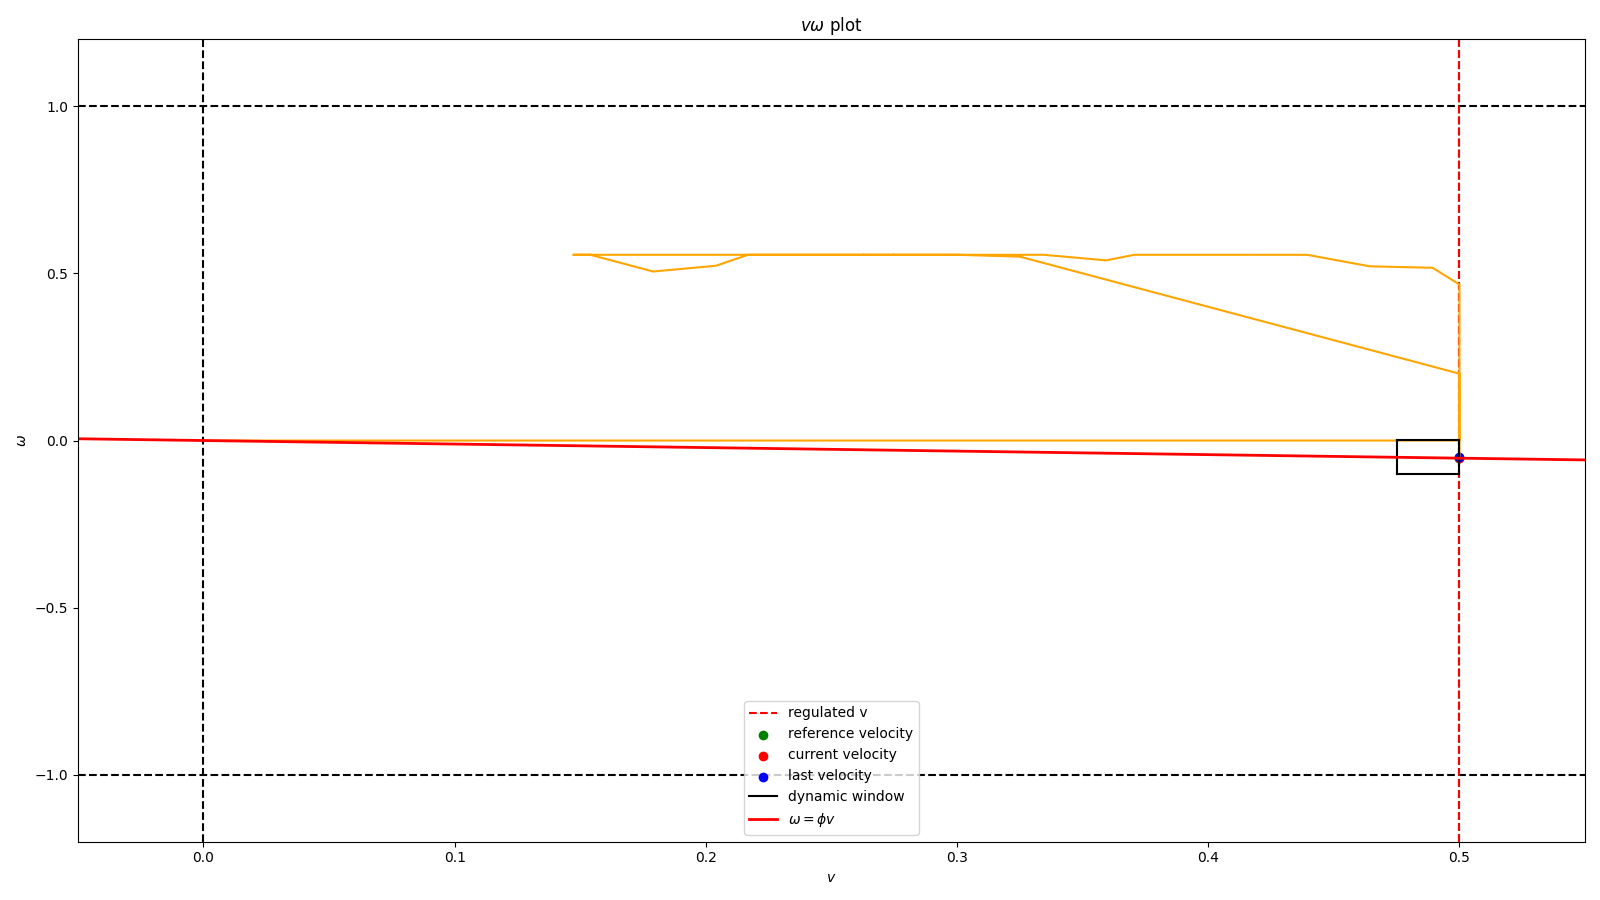 vω plot
1.0
0.5
0.0
−0.5
−1.0
ω
0.0
0.1
0.2
0.3
0.4
0.5
v
regulated v
reference velocity
current velocity
last velocity
dynamic window
ω = ϕv